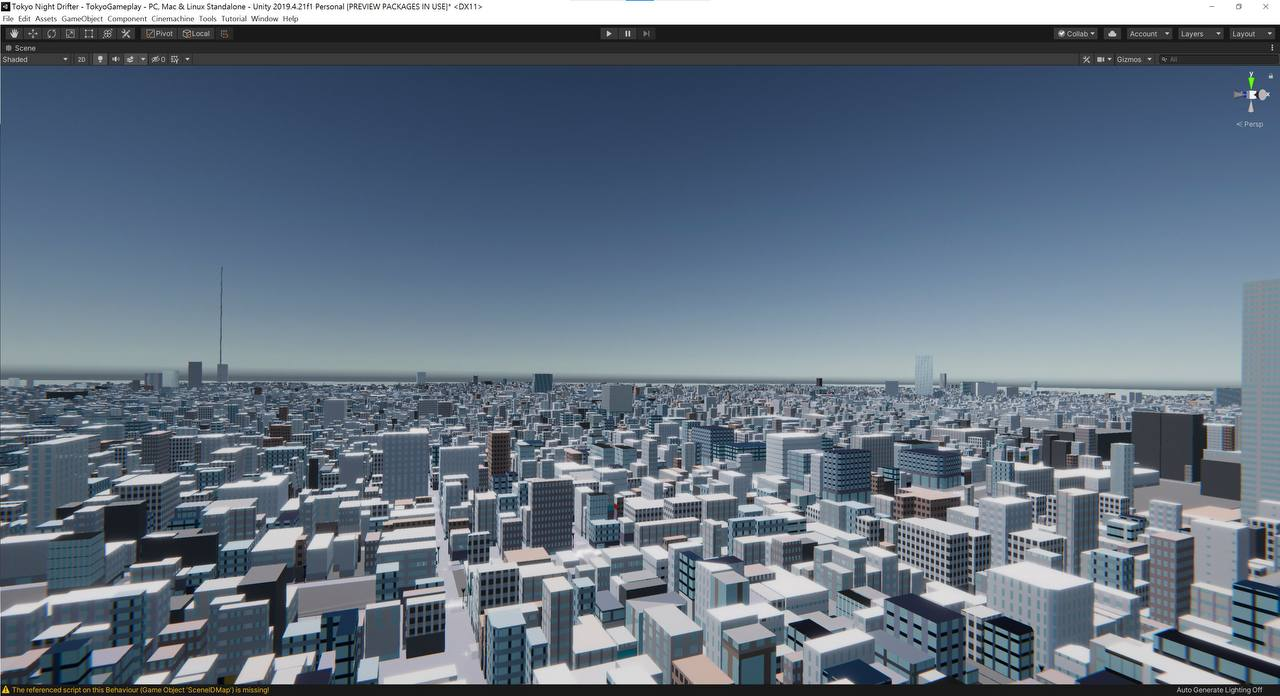 Tokyo Night Drifter - TokyoGameplay - PC, Mac & Linux Standalone - Unity 2019.4.21f1 Personal [PREVIEW PACKAGES IN USE]* <DX11>
File Edit Assets GameObject Component Cinemachine Tools Tutorial Window Help
Pivot Local Collab Account Layers Layout
Scene
Shaded 2D 0 Gizmos All
y
x
< Persp
The referenced script on this Behaviour (Game Object 'SceneIDMap') is missing! Auto Generate Lighting Off